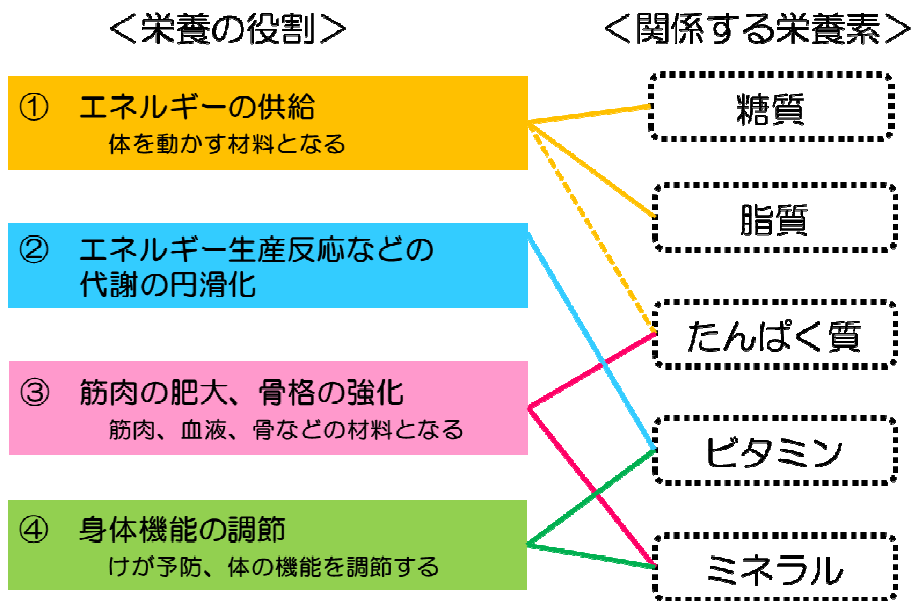 ＜栄養の役割＞
＜関係する栄養素＞
① エネルギーの供給
体を動かす材料となる
② エネルギー生産反応などの
代謝の円滑化
③ 筋肉の肥大、骨格の強化
筋肉、血液、骨などの材料となる
④ 身体機能の調節
けが予防、体の機能を調節する
糖質
脂質
たんぱく質
ビタミン
ミネラル